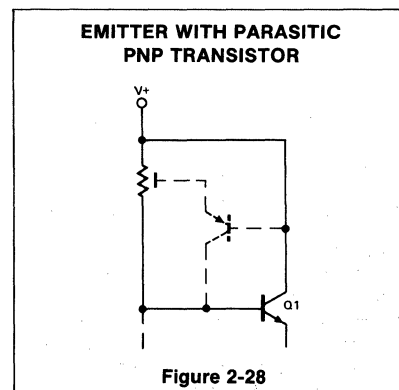 EMITTER WITH PARASITIC
PNP TRANSISTOR
V+
Q1
Figure 2-28